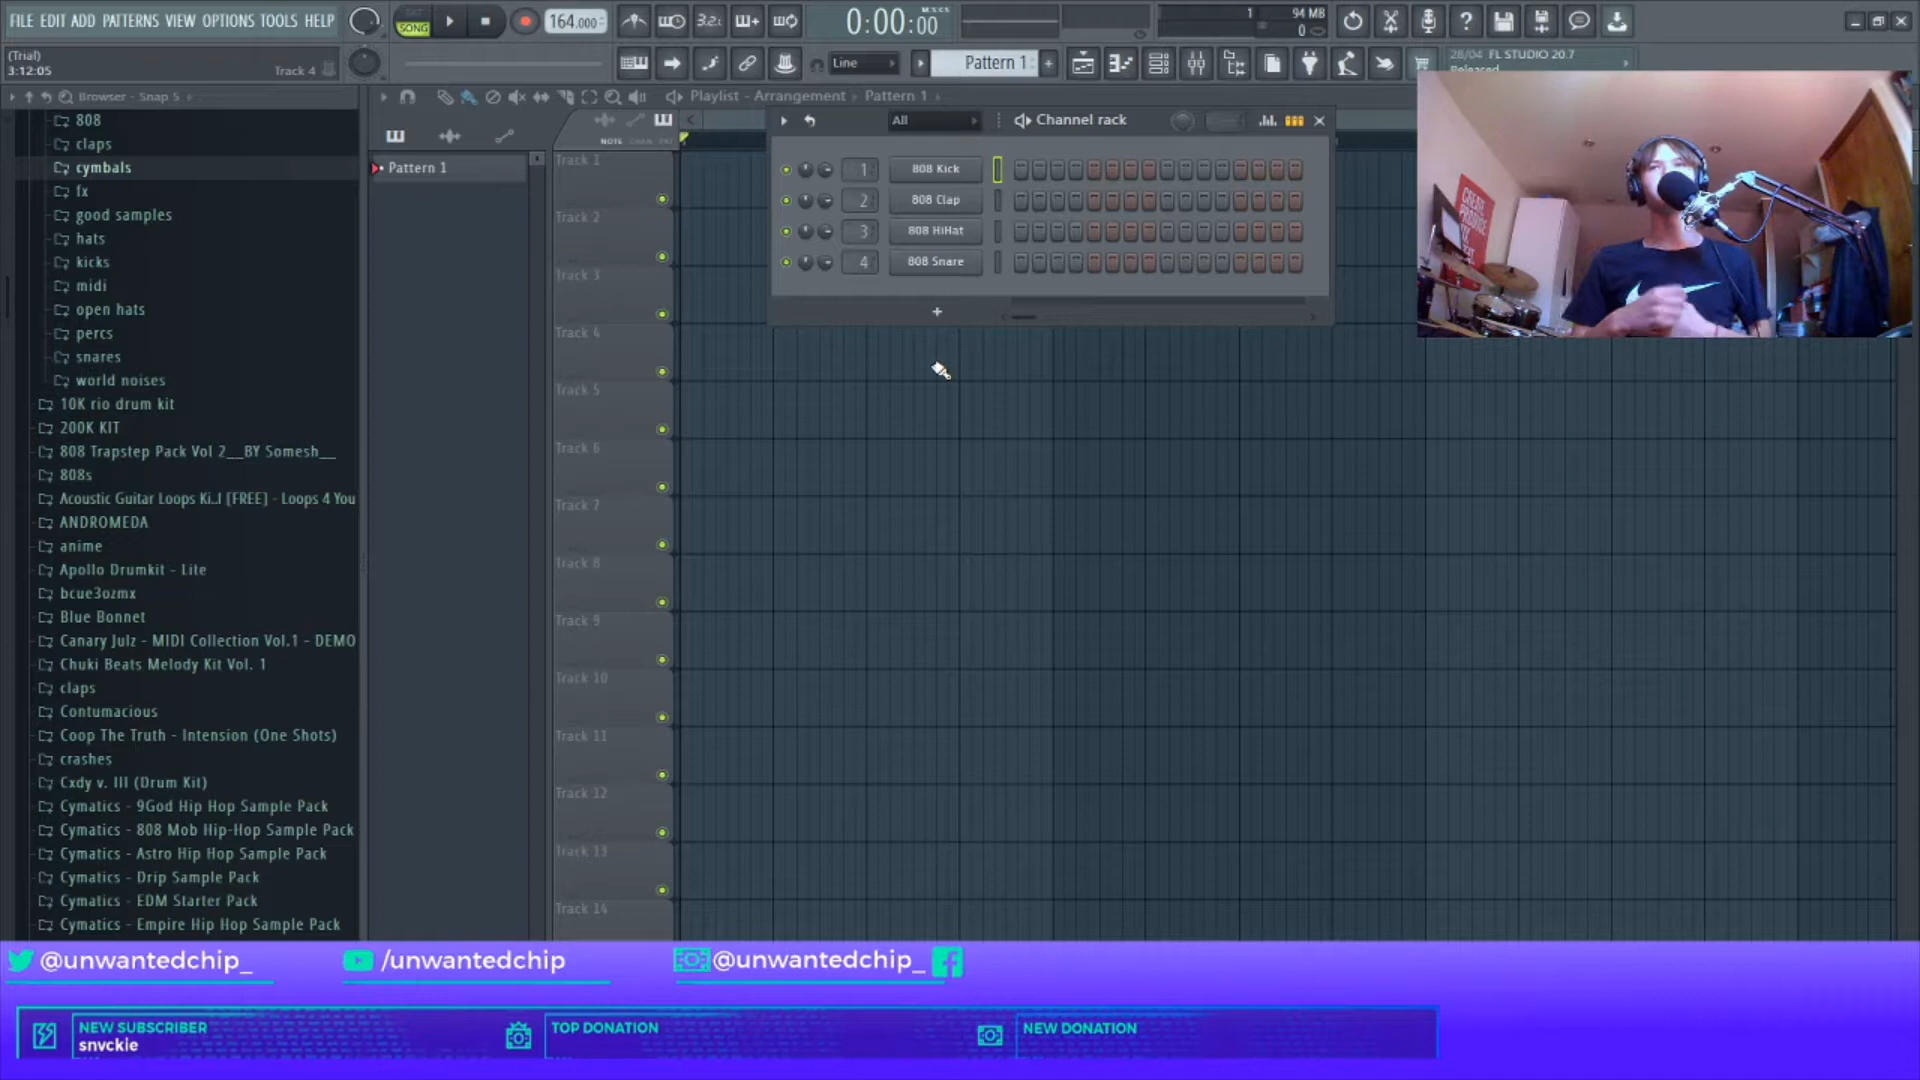 FILE EDIT ADD PATTERNS VIEW OPTIONS TOOLS HELP
SONG
164.000
3 2
0:00:00
M:S:CS
1
94 MB
0
(Trial)
3:12:05
Track 4
Line
Pattern 1
28/04 FL STUDIO 20.7
Released
Browser - Snap 5
Playlist - Arrangement
Pattern 1
808
claps
cymbals
fx
good samples
hats
kicks
midi
open hats
percs
snares
world noises
10K rio drum kit
200K KIT
808 Trapstep Pack Vol 2__BY Somesh__
808s
Acoustic Guitar Loops Ki..l [FREE] - Loops 4 You
ANDROMEDA
anime
Apollo Drumkit - Lite
bcue3ozmx
Blue Bonnet
Canary Julz - MIDI Collection Vol.1 - DEMO
Chuki Beats Melody Kit Vol. 1
claps
Contumacious
Coop The Truth - Intension (One Shots)
crashes
Cxdy v. III (Drum Kit)
Cymatics - 9God Hip Hop Sample Pack
Cymatics - 808 Mob Hip-Hop Sample Pack
Cymatics - Astro Hip Hop Sample Pack
Cymatics - Drip Sample Pack
Cymatics - EDM Starter Pack
Cymatics - Empire Hip Hop Sample Pack
Pattern 1
NOTE CHAN PAT
Track 1
Track 2
Track 3
Track 4
Track 5
Track 6
Track 7
Track 8
Track 9
Track 10
Track 11
Track 12
Track 13
Track 14
All
Channel rack
1 808 Kick
2 808 Clap
3 808 HiHat
4 808 Snare
@unwantedchip_
/unwantedchip
@unwantedchip_
NEW SUBSCRIBER
snvckie
TOP DONATION
NEW DONATION